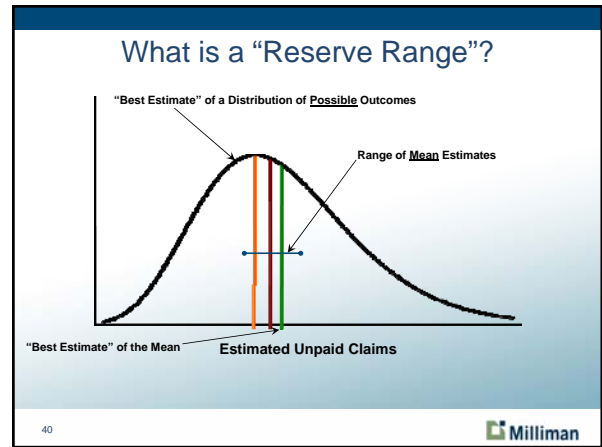 What is a “Reserve Range”?
“Best Estimate” of a Distribution of Possible Outcomes
Range of Mean Estimates
“Best Estimate” of the Mean
Estimated Unpaid Claims
40
Milliman